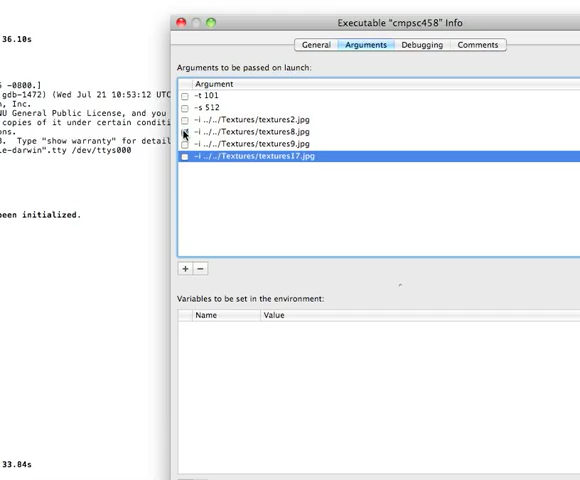 36.10s
-0800.]
gdb-1472) (Wed Jul 21 10:53:12 UTC
n, Inc.
NU General Public License, and you
copies of it under certain conditi
ons.
Type "show warranty" for detail
le-darwin".tty /dev/ttys000
been initialized.
33.84s
Executable “cmpsc458” Info
General Arguments Debugging Comments
Arguments to be passed on launch:
Argument
-t 101
-s 512
-i ../../Textures/textures2.jpg
-i ../../Textures/textures8.jpg
-i ../../Textures/textures9.jpg
-i ../../Textures/textures17.jpg
+ −
Variables to be set in the environment:
Name Value